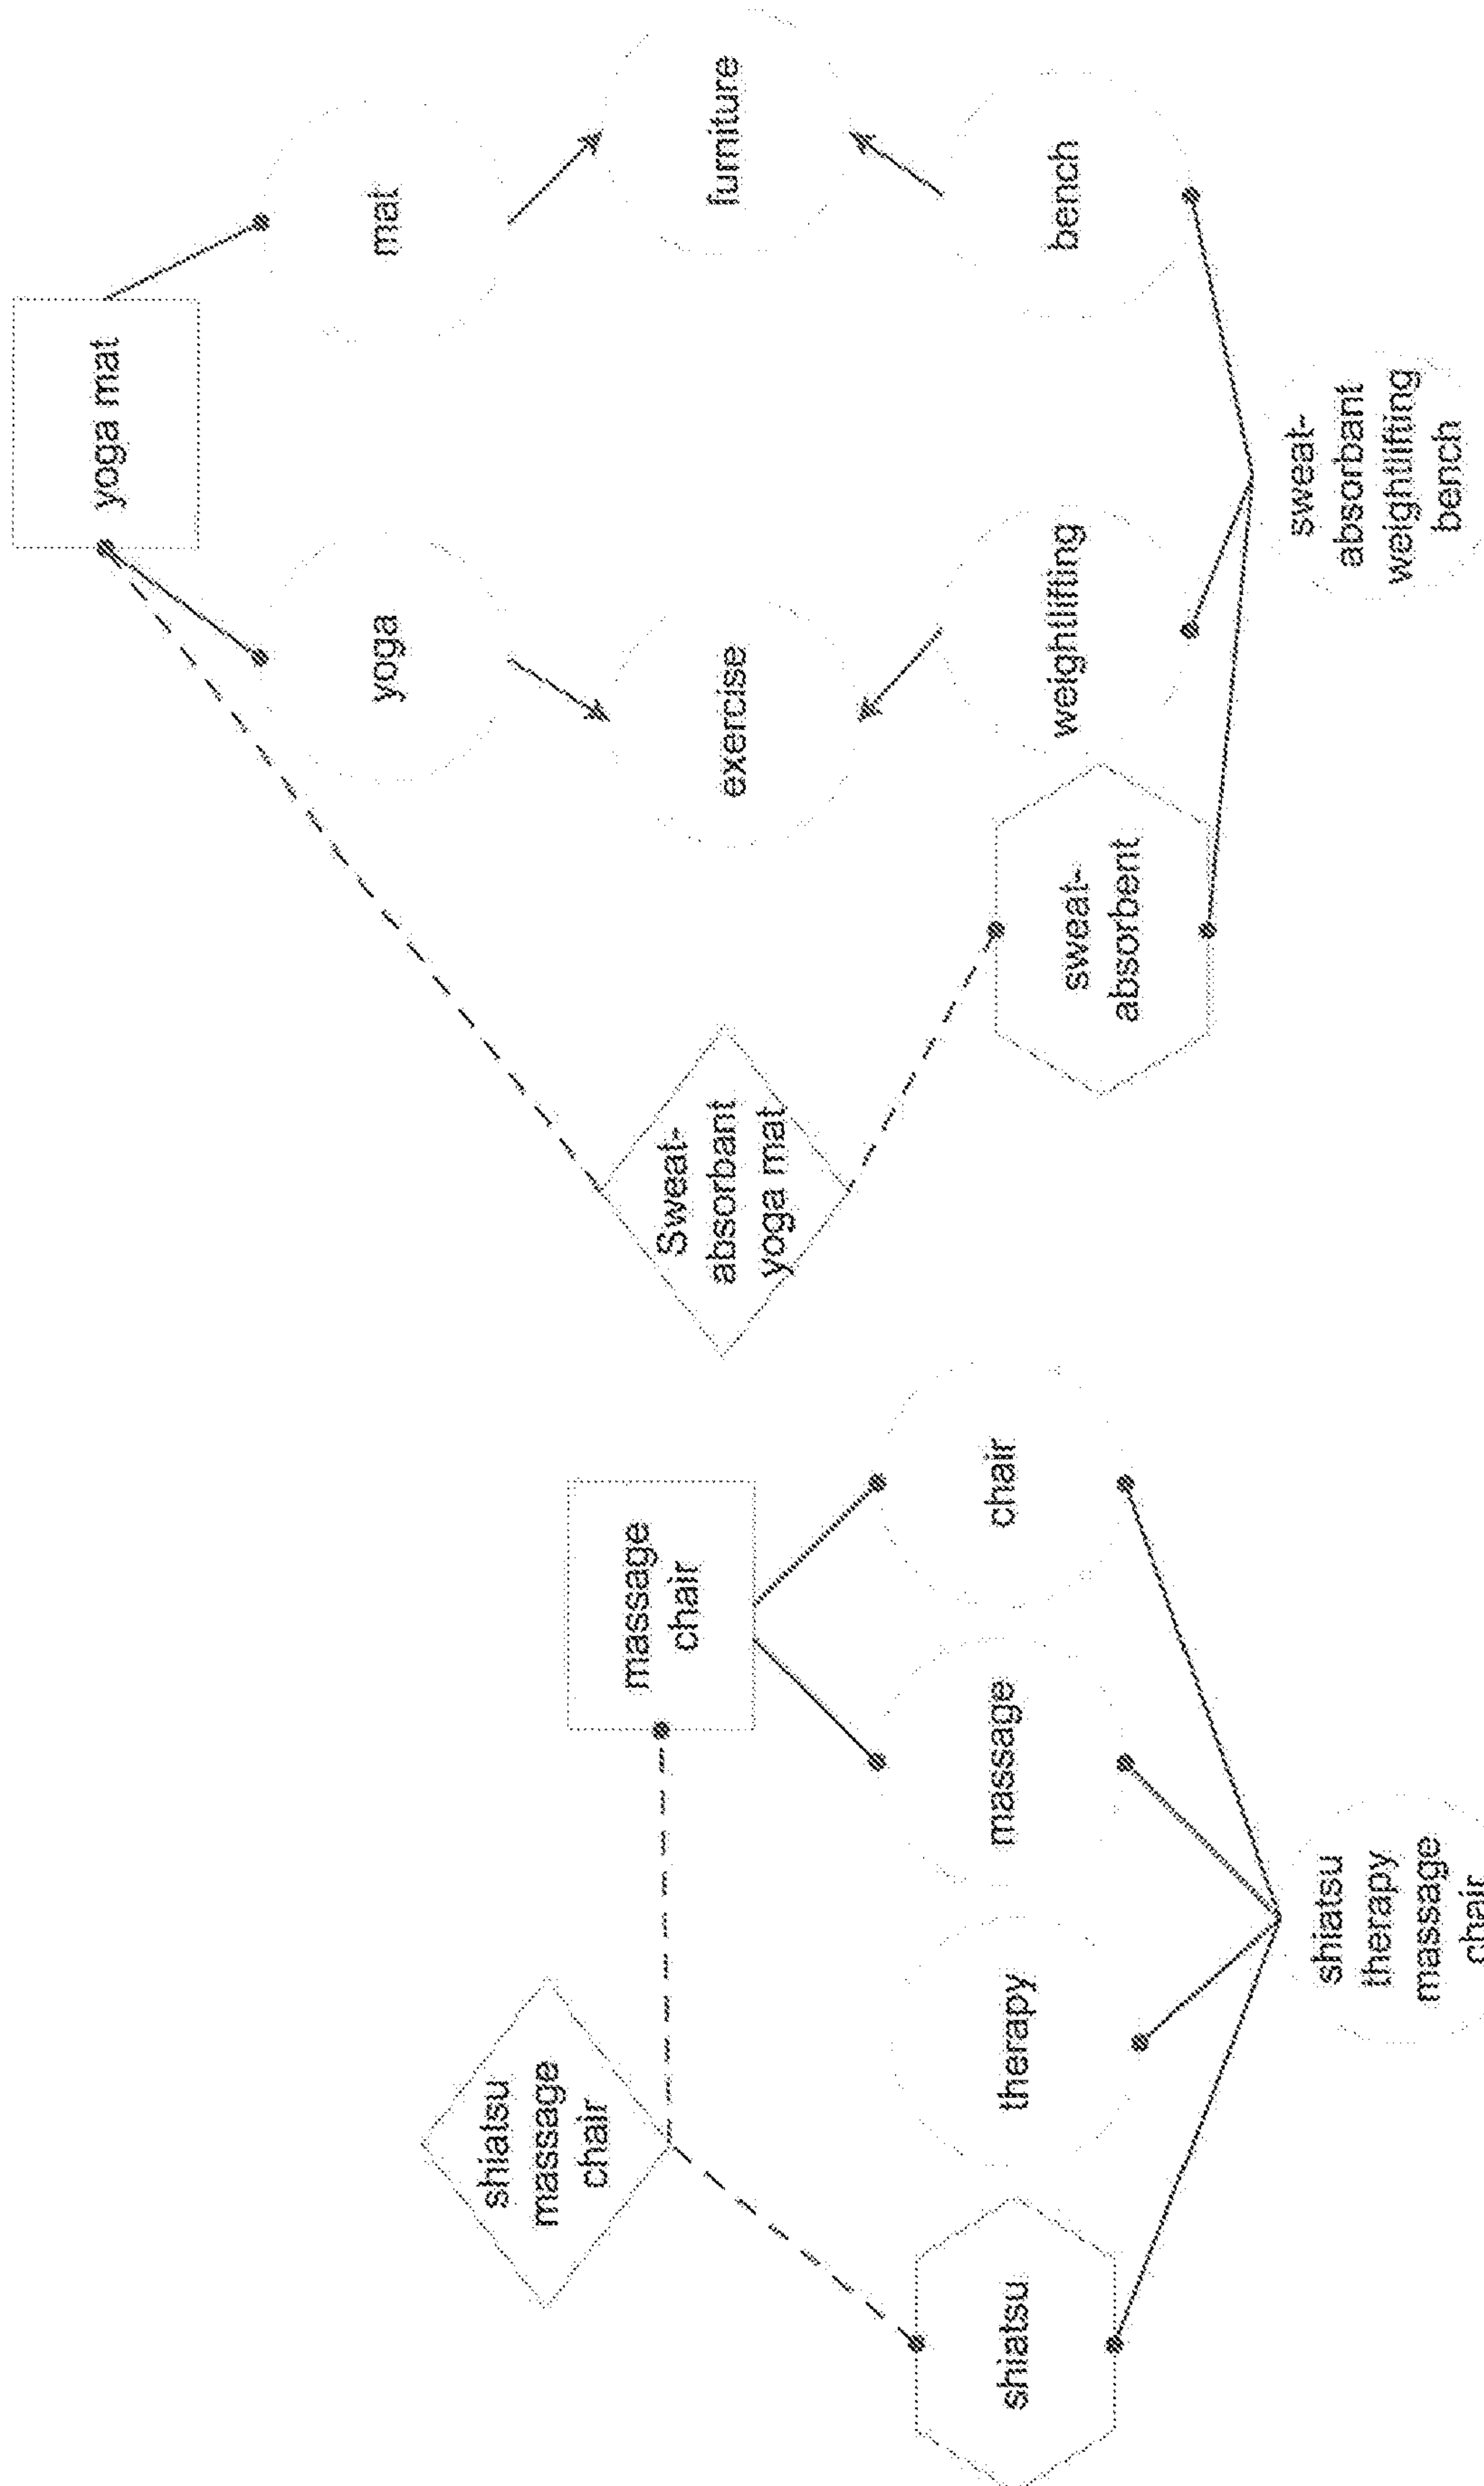 shiatsu
massage
chair
massage
chair
shiatsu
therapy
massage
chair
shiatsu
therapy
massage
chair
yoga mat
yoga
mat
Sweat-
absorbant
yoga mat
exercise
furniture
sweat-
absorbent
weightlifting
bench
sweat-
absorbant
weightlifting
bench